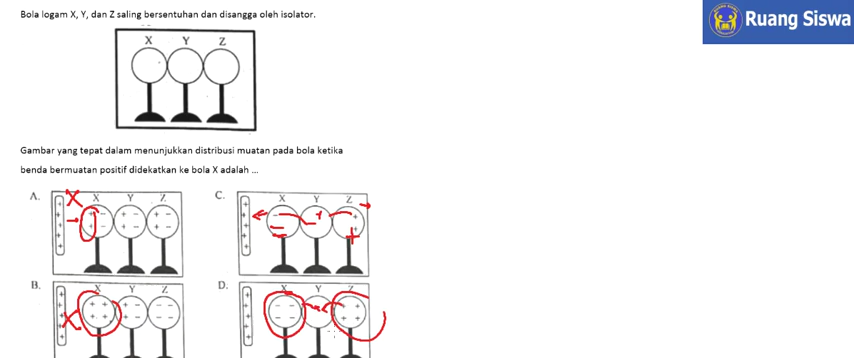 Bola logam X, Y, dan Z saling bersentuhan dan disangga oleh isolator.
Ruang Siswa
X Y Z
Gambar yang tepat dalam menunjukkan distribusi muatan pada bola ketika
benda bermuatan positif didekatkan ke bola X adalah ...
A. X Y Z
C. X Y Z
B. X Y Z
D. X Y Z